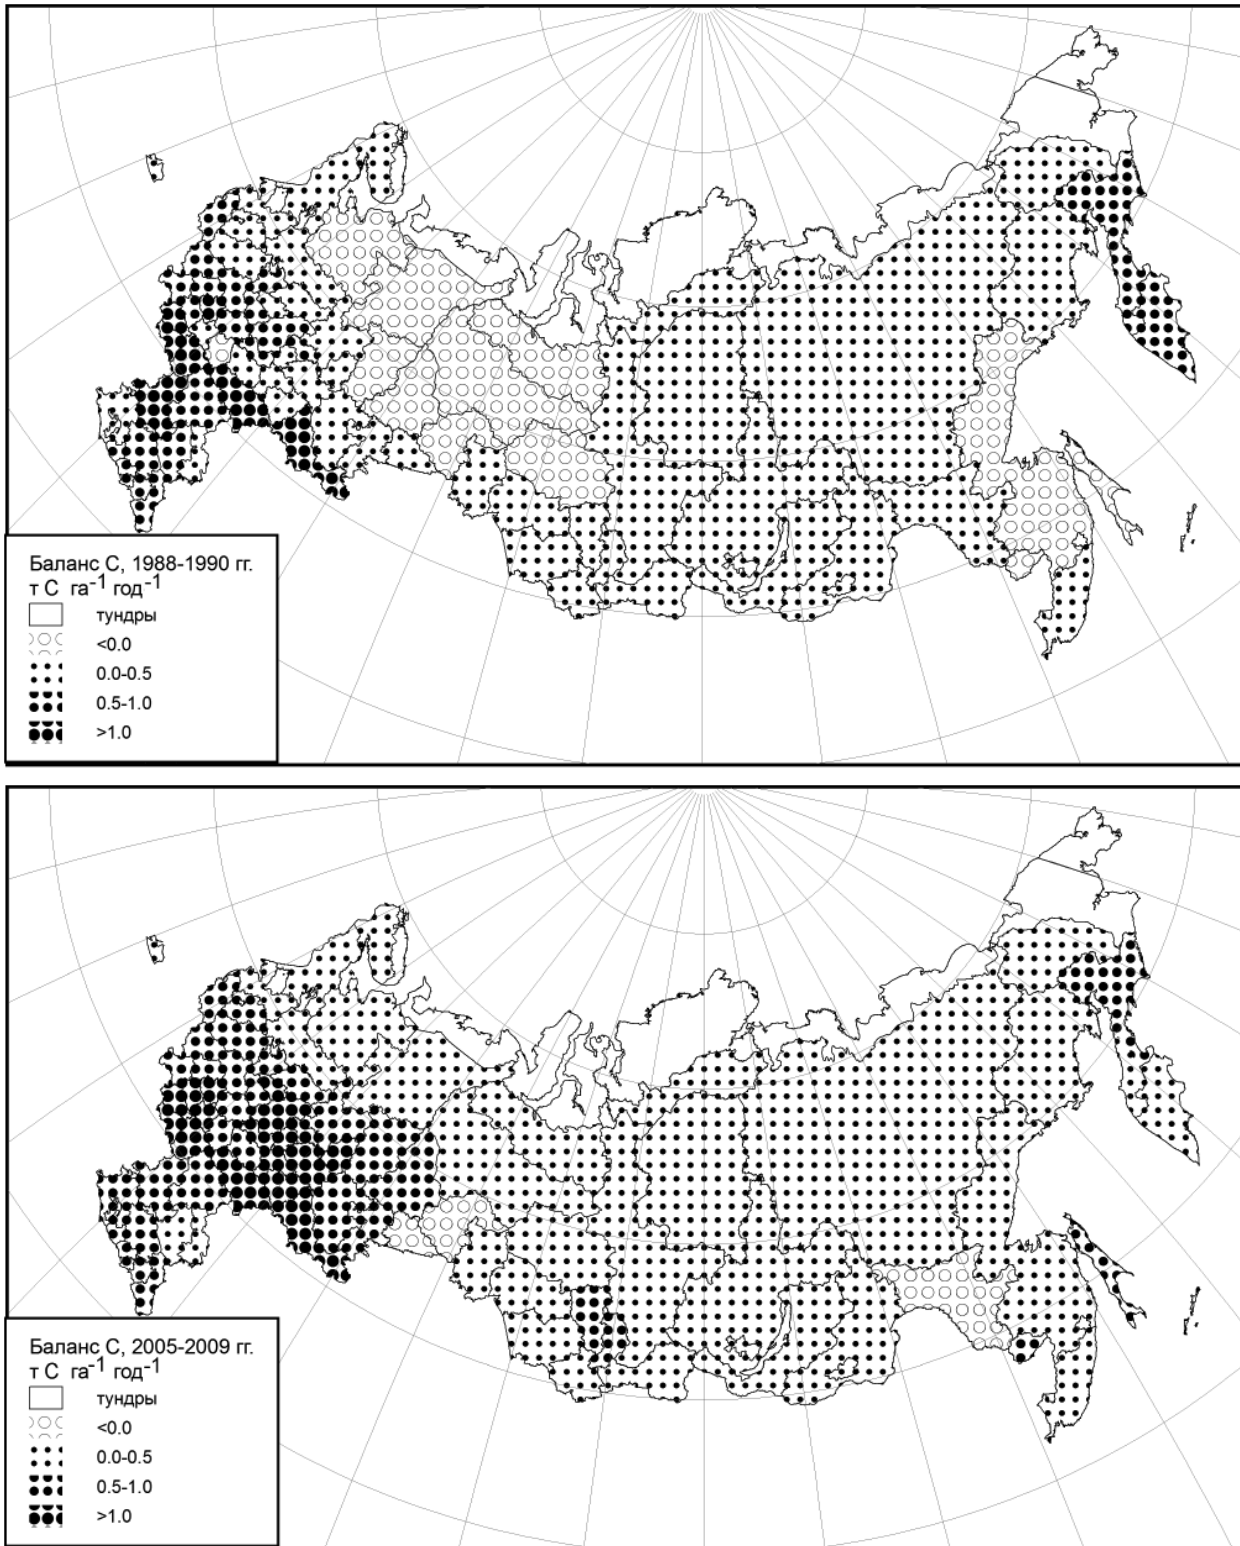 Баланс С, 1988-1990 гг.
т С га⁻¹ год⁻¹
тундры
<0.0
0.0-0.5
0.5-1.0
>1.0
Баланс С, 2005-2009 гг.
т С га⁻¹ год⁻¹
тундры
<0.0
0.0-0.5
0.5-1.0
>1.0